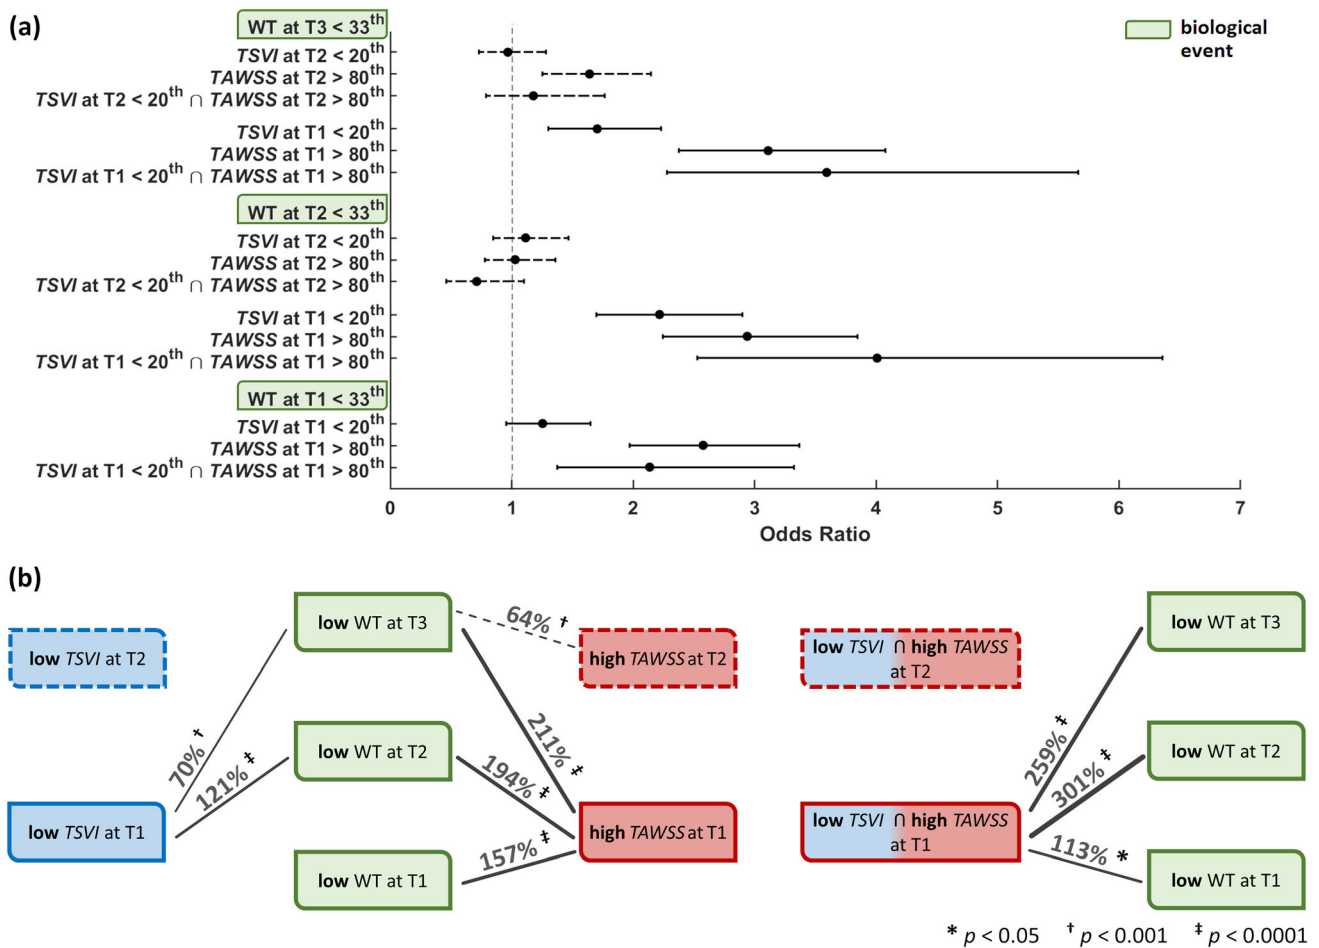 (a)
biological
event
WT at T3 < 33th
TSVI at T2 < 20th
TAWSS at T2 > 80th
TSVI at T2 < 20th ∩ TAWSS at T2 > 80th
TSVI at T1 < 20th
TAWSS at T1 > 80th
TSVI at T1 < 20th ∩ TAWSS at T1 > 80th
WT at T2 < 33th
TSVI at T2 < 20th
TAWSS at T2 > 80th
TSVI at T2 < 20th ∩ TAWSS at T2 > 80th
TSVI at T1 < 20th
TAWSS at T1 > 80th
TSVI at T1 < 20th ∩ TAWSS at T1 > 80th
WT at T1 < 33th
TSVI at T1 < 20th
TAWSS at T1 > 80th
TSVI at T1 < 20th ∩ TAWSS at T1 > 80th
0 1 2 3 4 5 6 7
Odds Ratio
(b)
low TSVI at T2
low TSVI at T1
70% †
121% ‡
low WT at T3
low WT at T2
low WT at T1
64% †
211% ‡
194% ‡
157% ‡
high TAWSS at T2
high TAWSS at T1
low TSVI ∩ high TAWSS
at T2
low TSVI ∩ high TAWSS
at T1
259% ‡
301% ‡
113% *
low WT at T3
low WT at T2
low WT at T1
* p < 0.05 † p < 0.001 ‡ p < 0.0001